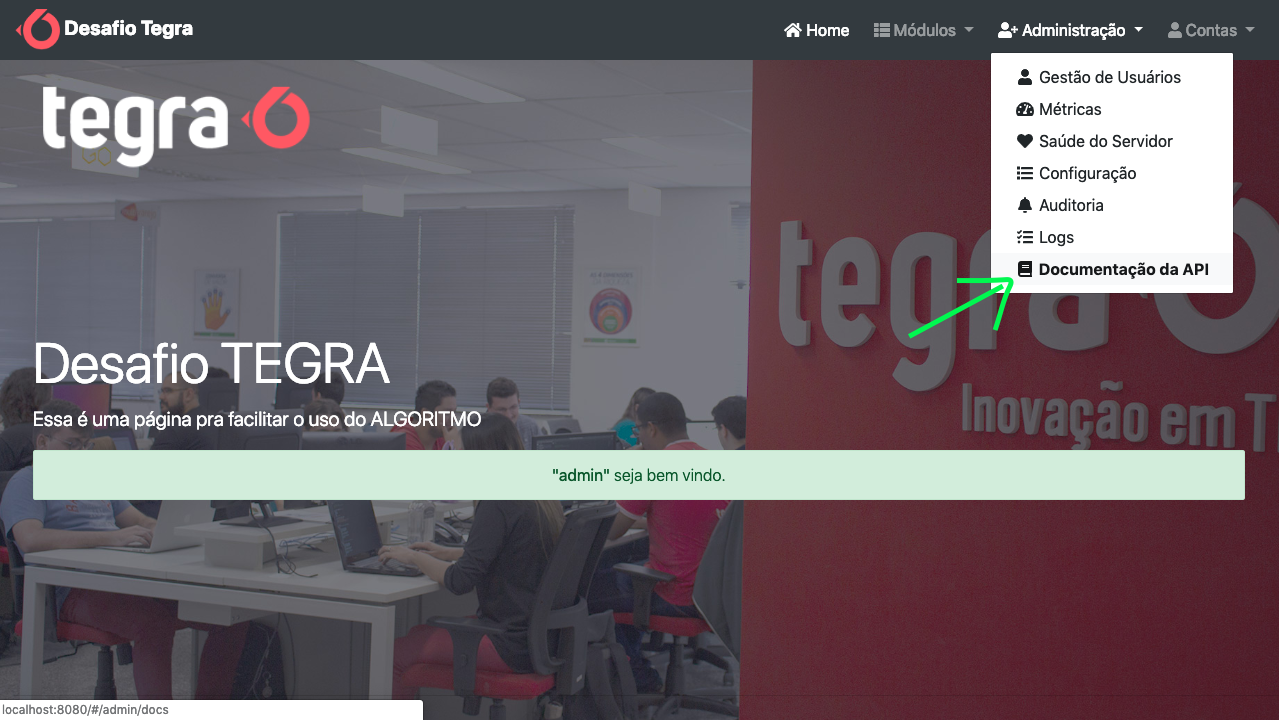 Desafio Tegra
Home
Módulos
Administração
Contas
Gestão de Usuários
Métricas
Saúde do Servidor
Configuração
Auditoria
Logs
Documentação da API
tegra
Desafio TEGRA
Essa é uma página pra facilitar o uso do ALGORITMO
"admin" seja bem vindo.
tegra
Inovação em T
localhost:8080/#/admin/docs